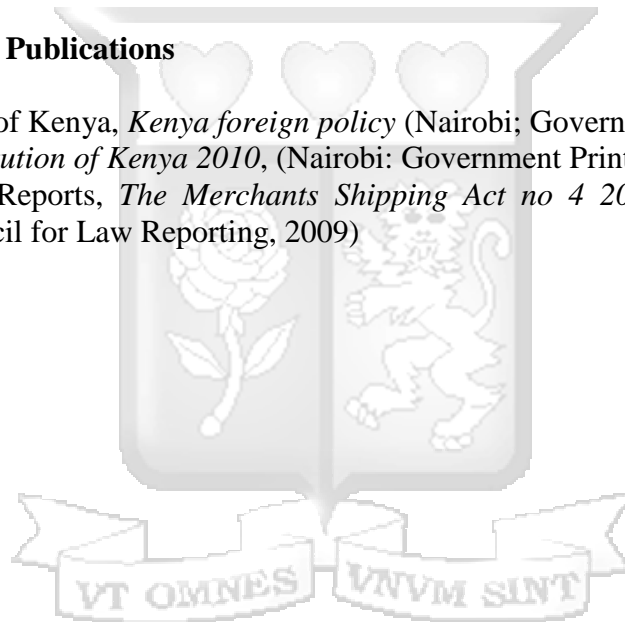 Publications
of Kenya, Kenya foreign policy (Nairobi; Govern
ution of Kenya 2010, (Nairobi: Government Print
Reports, The Merchants Shipping Act no 4 20
cil for Law Reporting, 2009)
VT OMNES VNVM SINT